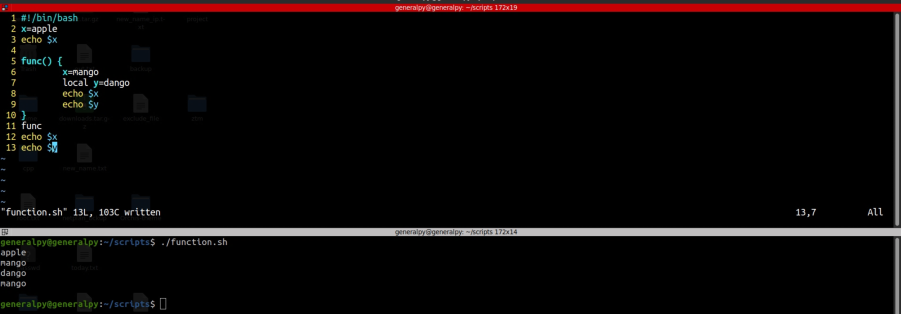 generalpy@generalpy: ~/scripts 172x19
1 #!/bin/bash
2 x=apple
3 echo $x
4
5 func() {
6 x=mango
7 local y=dango
8 echo $x
9 echo $y
10 }
11 func
12 echo $x
13 echo $y
~
~
~
~
~
"function.sh" 13L, 103C written 13,7 All
generalpy@generalpy: ~/scripts 172x14
generalpy@generalpy:~/scripts$ ./function.sh
apple
mango
dango
mango

generalpy@generalpy:~/scripts$